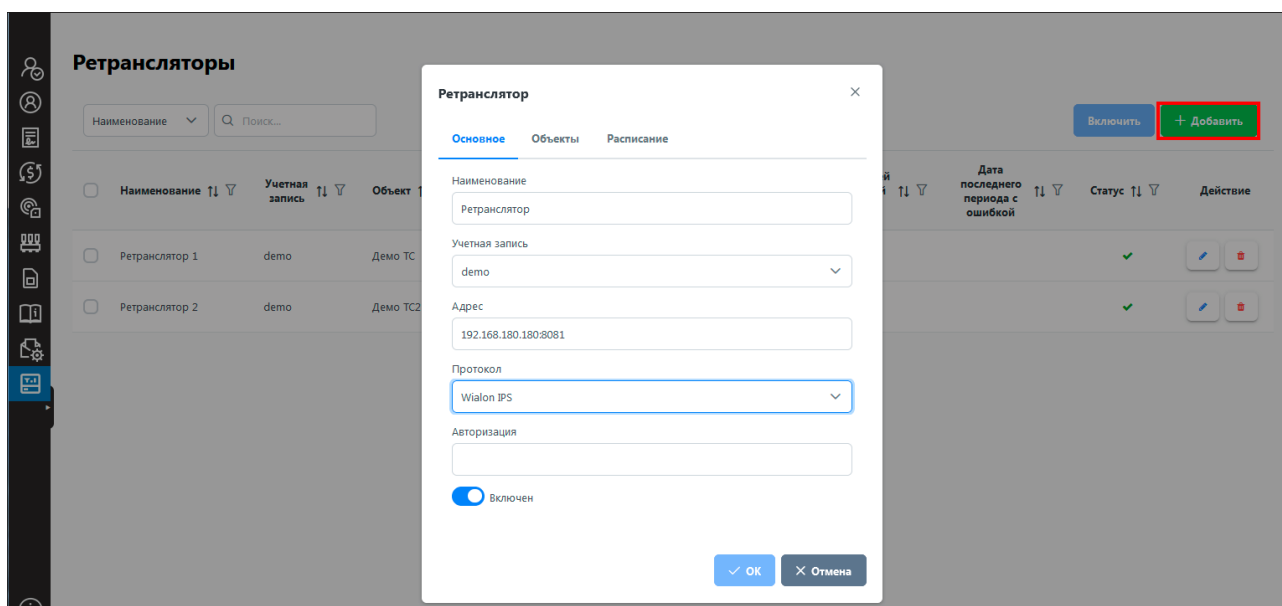 Ретрансляторы
Наименование
Поиск...
Включить
+ Добавить
Наименование
Учетная
запись
Объект
й
Дата
последнего
периода с
ошибкой
Статус
Действие
Ретранслятор 1
demo
Демо ТС
Ретранслятор 2
demo
Демо ТС2
Ретранслятор
Основное
Объекты
Расписание
Наименование
Ретранслятор
Учетная запись
demo
Адрес
192.168.180.180:8081
Протокол
Wialon IPS
Авторизация
Включен
ОК
Отмена